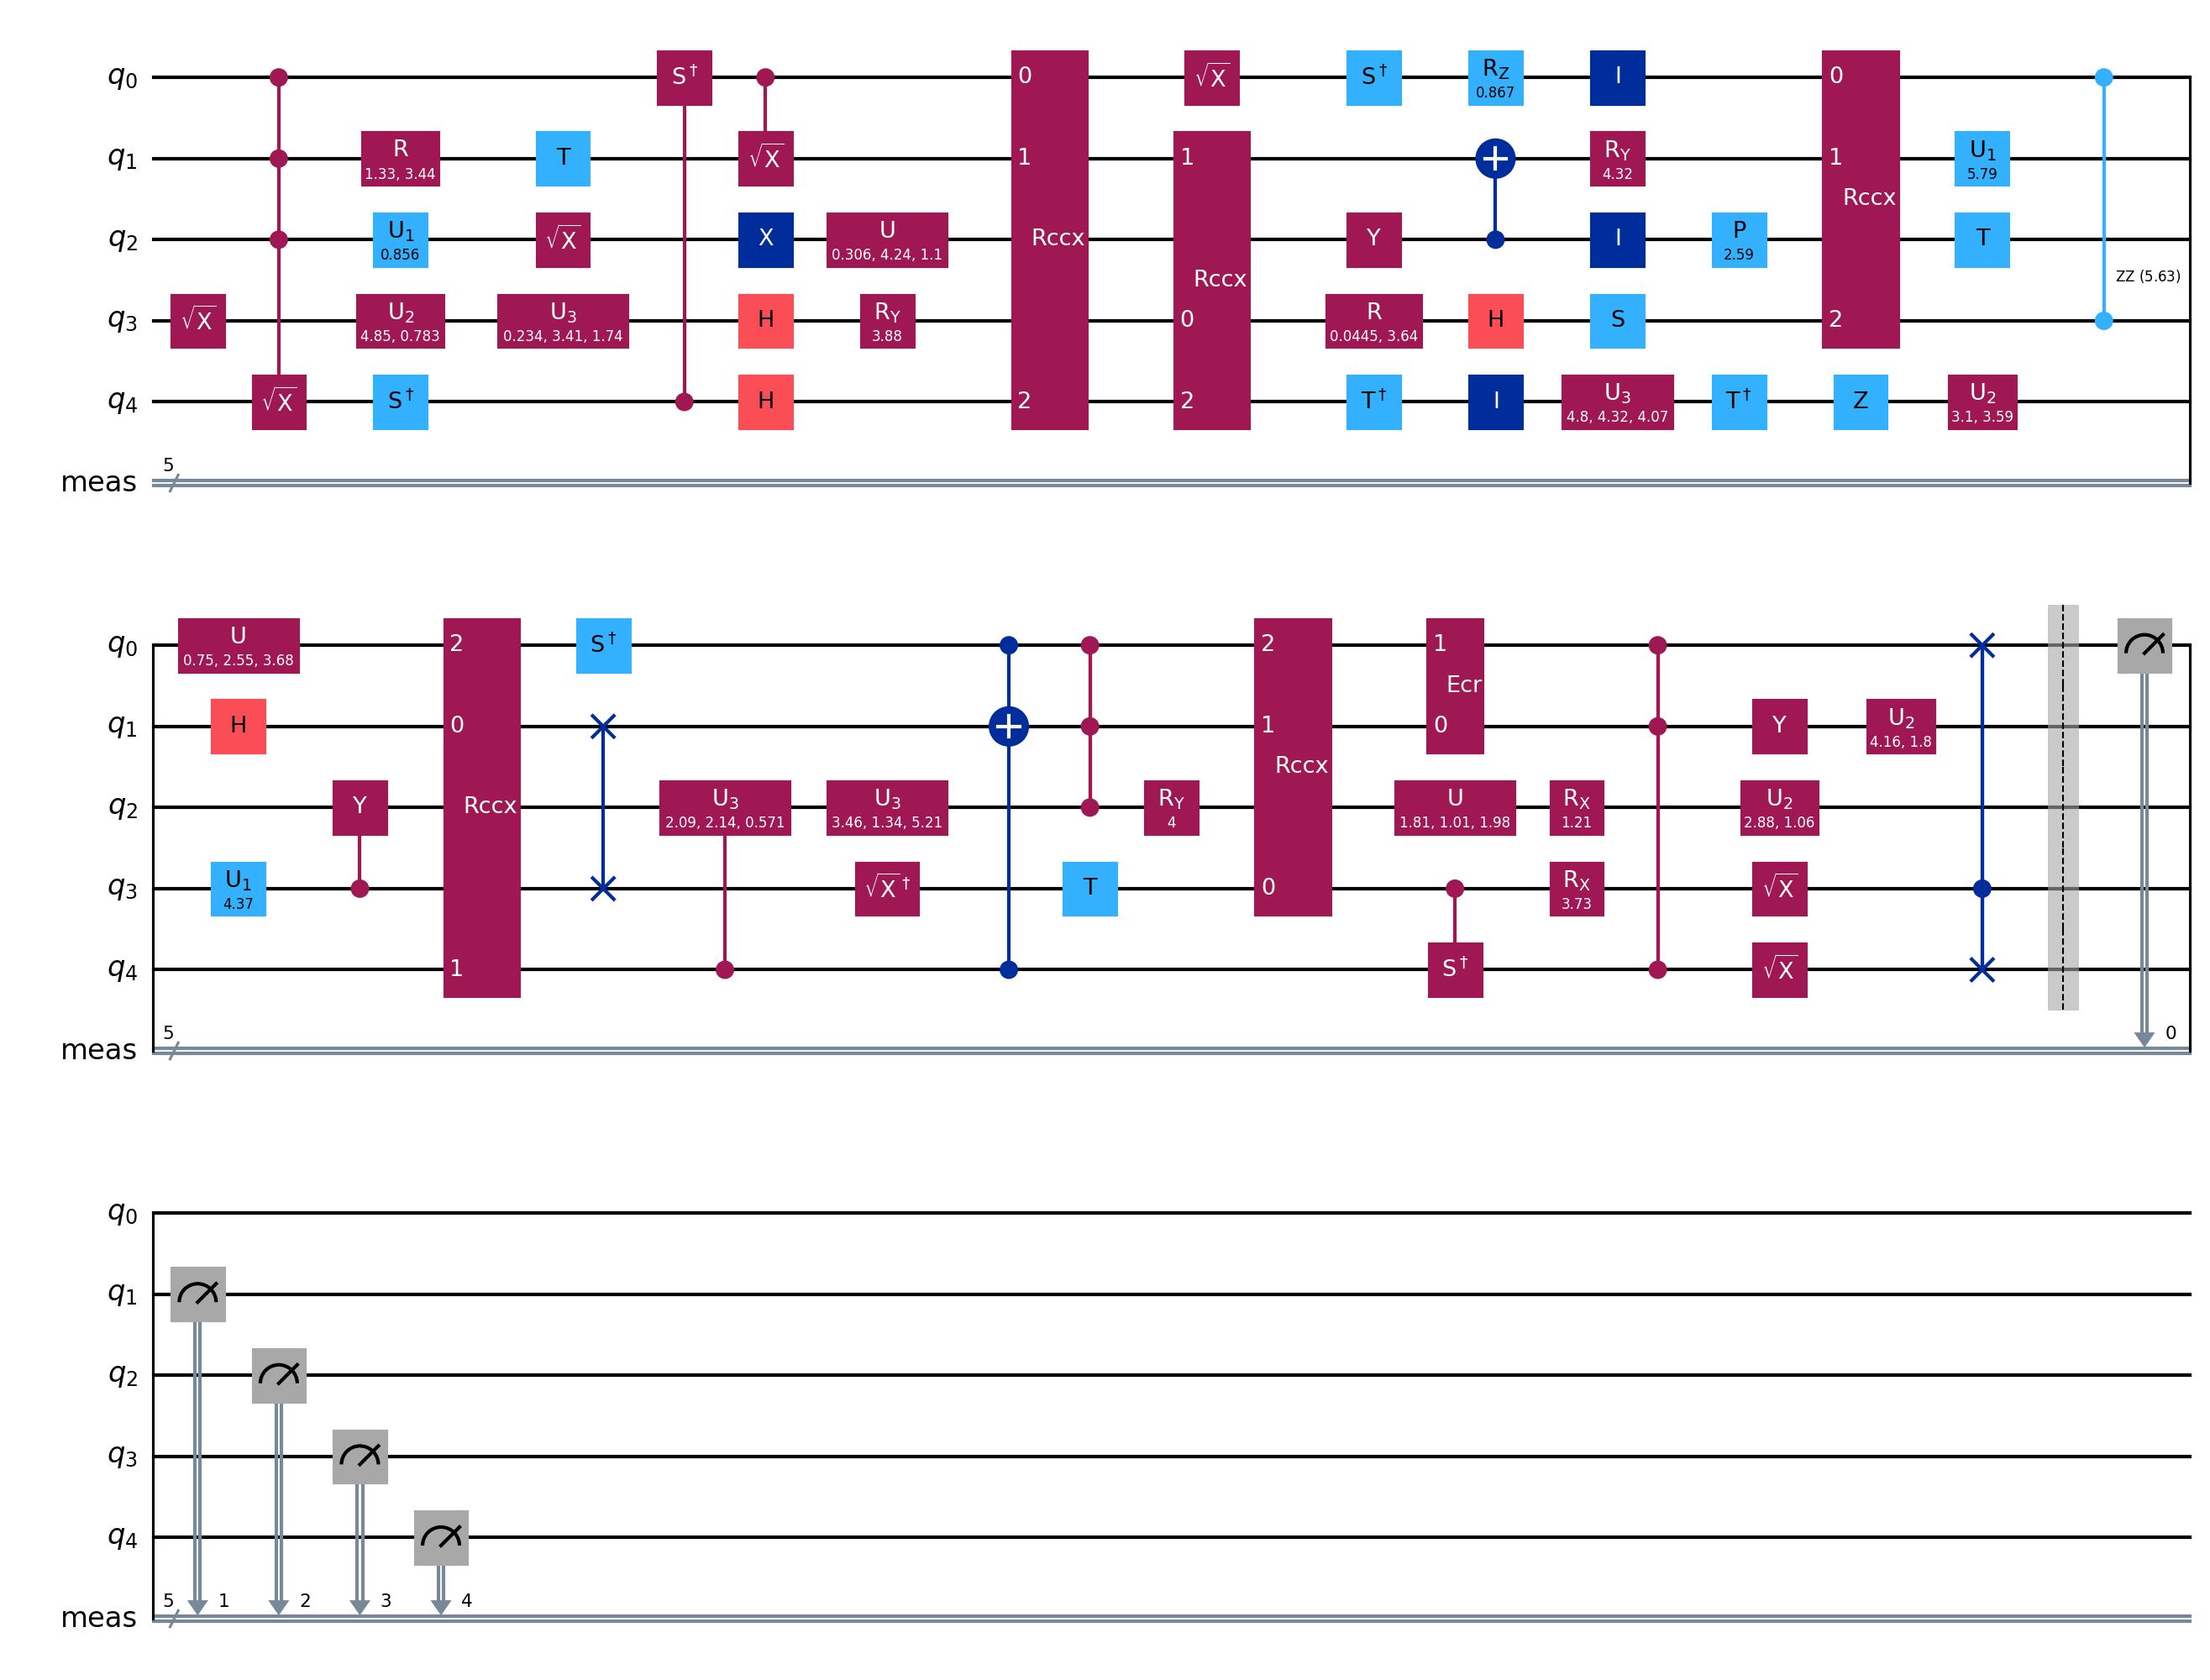 q0 S† 0 √X S† RZ I 0
0.867
q1 R T √X 1 1 RY 1 U1
1.33, 3.44 4.32 5.79
Rccx
q2 U1 √X X U Rccx Y I P T
0.856 0.306, 4.24, 1.1 2.59
Rccx ZZ (5.63)
q3 √X U2 U3 H RY 0 R H S 2
4.85, 0.783 0.234, 3.41, 1.74 3.88 0.0445, 3.64
q4 √X S† H 2 2 T† I U3 T† Z U2
4.8, 4.32, 4.07 3.1, 3.59
5
meas
q0 U 2 S† 2 1
0.75, 2.55, 3.68
Ecr
q1 H 0 1 0 Y U2
4.16, 1.8
Rccx
q2 Y Rccx U3 U3 RY U RX U2
2.09, 2.14, 0.571 3.46, 1.34, 5.21 4 1.81, 1.01, 1.98 1.21 2.88, 1.06
q3 U1 √X† T 0 RX √X
4.37 3.73
q4 1 S† √X
5 0
meas
q0
q1
q2
q3
q4
5 1 2 3 4
meas